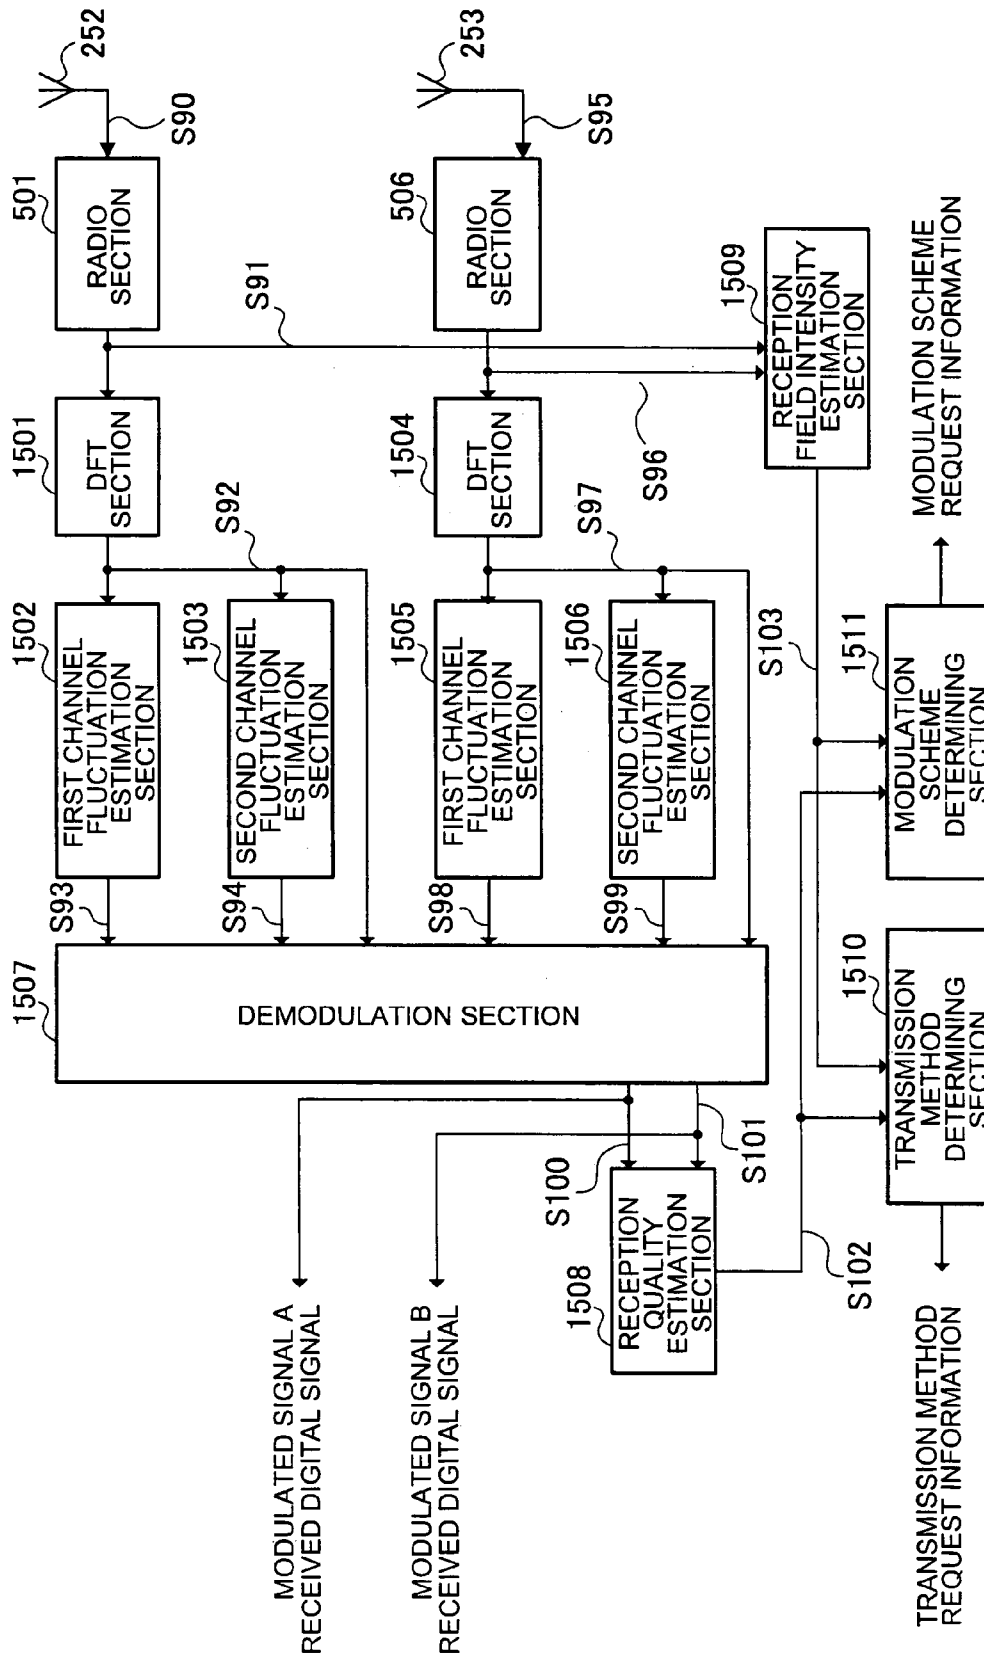 252
S90
501
RADIO
SECTION
S91
1501
DFT
SECTION
S92
1502
FIRST CHANNEL
FLUCTUATION
ESTIMATION
SECTION
S93
1503
SECOND CHANNEL
FLUCTUATION
ESTIMATION
SECTION
S94
253
S95
506
RADIO
SECTION
S96
1504
DFT
SECTION
S97
1505
FIRST CHANNEL
FLUCTUATION
ESTIMATION
SECTION
S98
1506
SECOND CHANNEL
FLUCTUATION
ESTIMATION
SECTION
S99
1507
DEMODULATION SECTION
MODULATED SIGNAL A
RECEIVED DIGITAL SIGNAL
MODULATED SIGNAL B
RECEIVED DIGITAL SIGNAL
S100
S101
1508
RECEPTION
QUALITY
ESTIMATION
SECTION
S102
1509
RECEPTION
FIELD INTENSITY
ESTIMATION
SECTION
S103
1510
TRANSMISSION
METHOD
DETERMINING
SECTION
TRANSMISSION METHOD
REQUEST INFORMATION
1511
MODULATION
SCHEME
DETERMINING
SECTION
MODULATION SCHEME
REQUEST INFORMATION